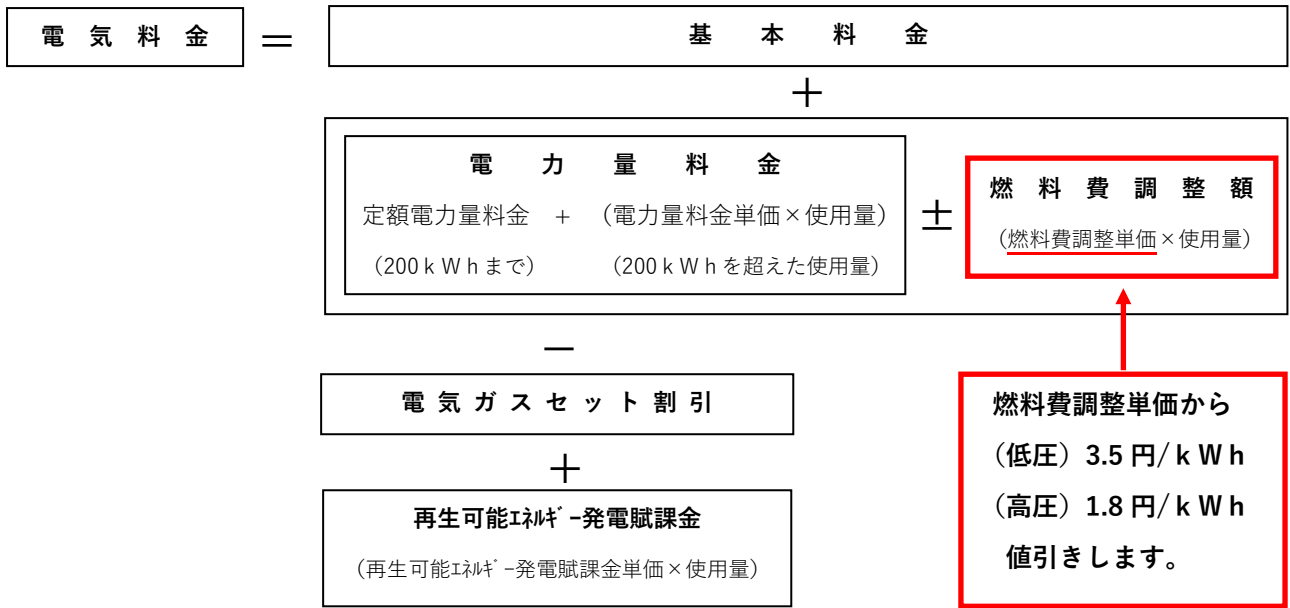 電気料金
＝
基本料金
＋
電力量料金
定額電力量料金 + （電力量料金単価×使用量）
（200ｋＷｈまで） （200ｋＷｈを超えた使用量）
±
燃料費調整額
（燃料費調整単価×使用量）
－
電気ガスセット割引
＋
再生可能ｴﾈﾙｷﾞｰ発電賦課金
（再生可能ｴﾈﾙｷﾞｰ発電賦課金単価×使用量）
燃料費調整単価から
（低圧）3.5円/ｋＷｈ
（高圧）1.8円/ｋＷｈ
値引きします。